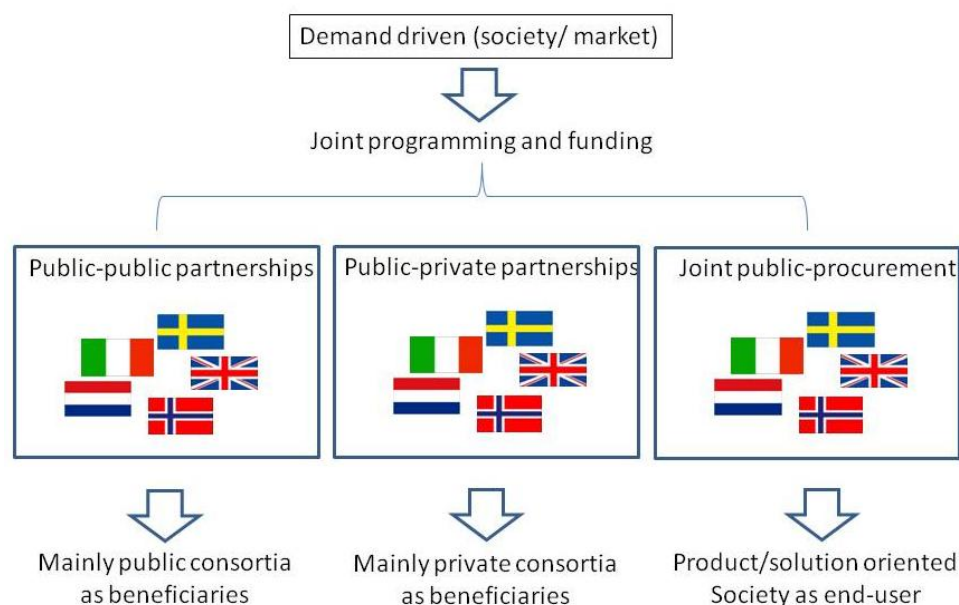 Demand driven (society/ market)
Joint programming and funding
Public-public partnerships
Public-private partnerships
Joint public-procurement
Mainly public consortia
as beneficiaries
Mainly private consortia
as beneficiaries
Product/solution oriented
Society as end-user